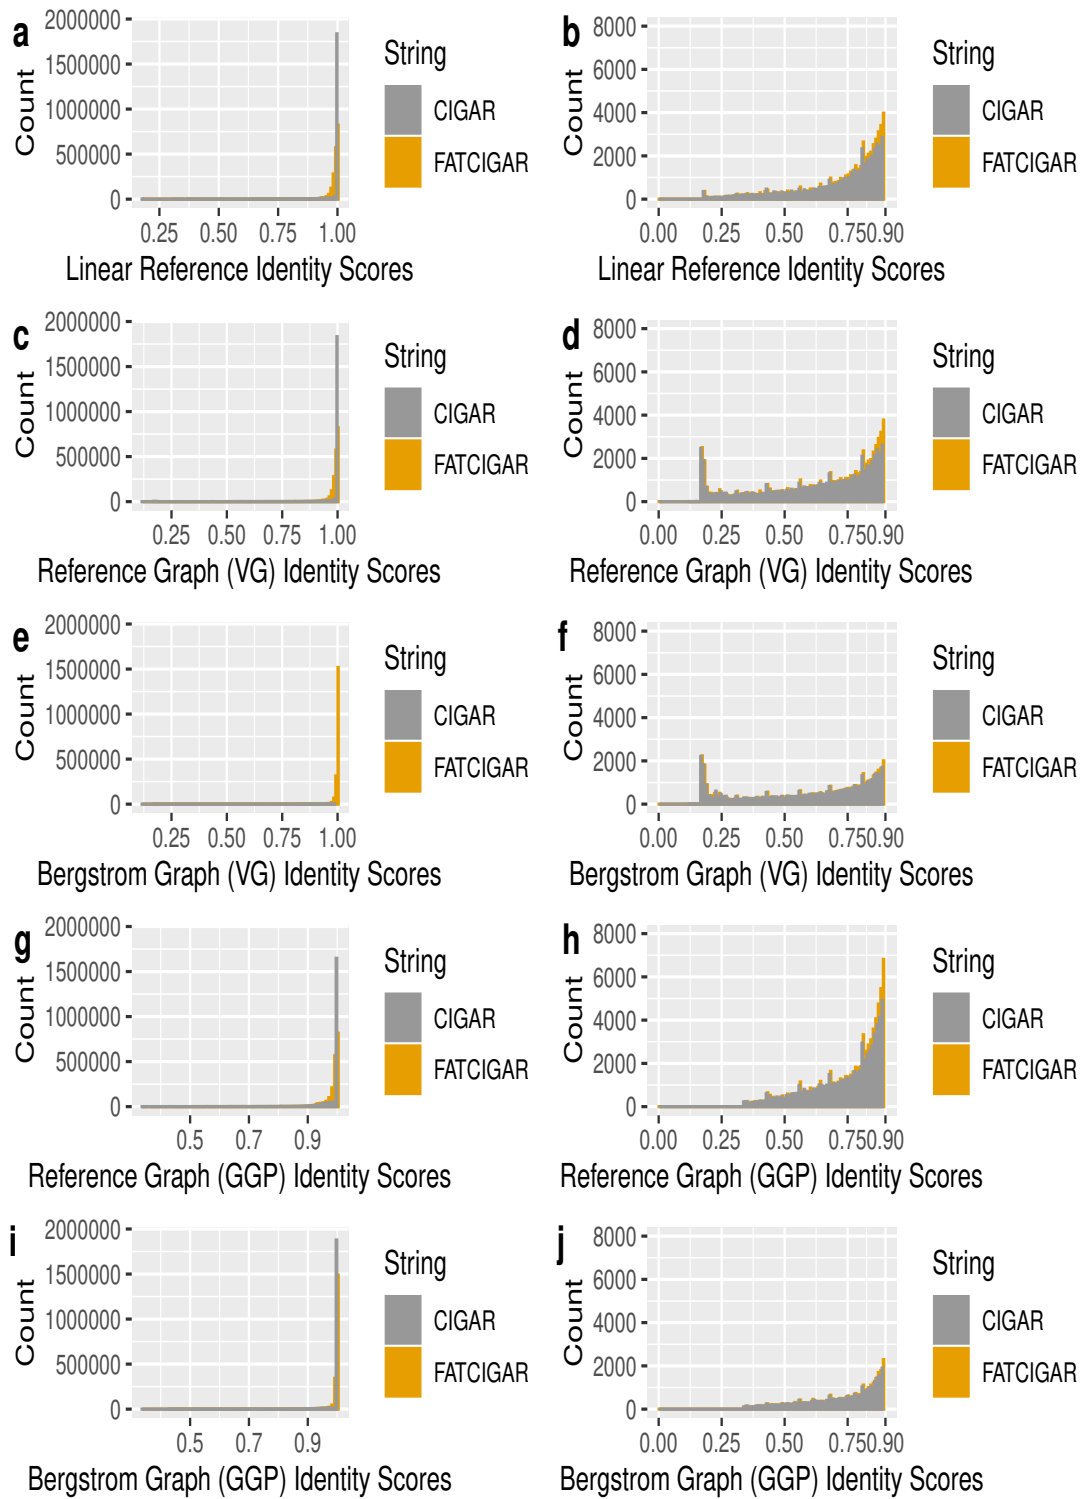 a
2000000
1500000
1000000
500000
0
Count
0.25 0.50 0.75 1.00
Linear Reference Identity Scores
String
CIGAR
FATCIGAR
b
8000
6000
4000
2000
0
Count
0.00 0.25 0.50 0.75 0.90
Linear Reference Identity Scores
String
CIGAR
FATCIGAR
c
2000000
1500000
1000000
500000
0
Count
0.25 0.50 0.75 1.00
Reference Graph (VG) Identity Scores
String
CIGAR
FATCIGAR
d
8000
6000
4000
2000
0
Count
0.00 0.25 0.50 0.75 0.90
Reference Graph (VG) Identity Scores
String
CIGAR
FATCIGAR
e
2000000
1500000
1000000
500000
0
Count
0.25 0.50 0.75 1.00
Bergstrom Graph (VG) Identity Scores
String
CIGAR
FATCIGAR
f
8000
6000
4000
2000
0
Count
0.00 0.25 0.50 0.75 0.90
Bergstrom Graph (VG) Identity Scores
String
CIGAR
FATCIGAR
g
2000000
1500000
1000000
500000
0
Count
0.5 0.7 0.9
Reference Graph (GGP) Identity Scores
String
CIGAR
FATCIGAR
h
8000
6000
4000
2000
0
Count
0.00 0.25 0.50 0.75 0.90
Reference Graph (GGP) Identity Scores
String
CIGAR
FATCIGAR
i
2000000
1500000
1000000
500000
0
Count
0.5 0.7 0.9
Bergstrom Graph (GGP) Identity Scores
String
CIGAR
FATCIGAR
j
8000
6000
4000
2000
0
Count
0.00 0.25 0.50 0.75 0.90
Bergstrom Graph (GGP) Identity Scores
String
CIGAR
FATCIGAR